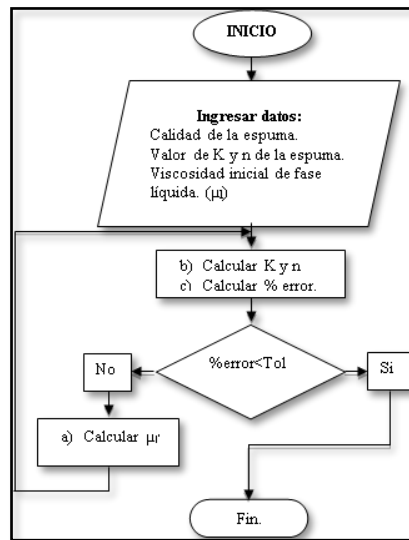 INICIO
Ingresar datos:
Calidad de la espuma.
Valor de K y n de la espuma.
Viscosidad inicial de fase
líquida. (μl)
b) Calcular K y n
c) Calcular % error.
No
%error<Tol
Si
a) Calcular μl'
Fin.